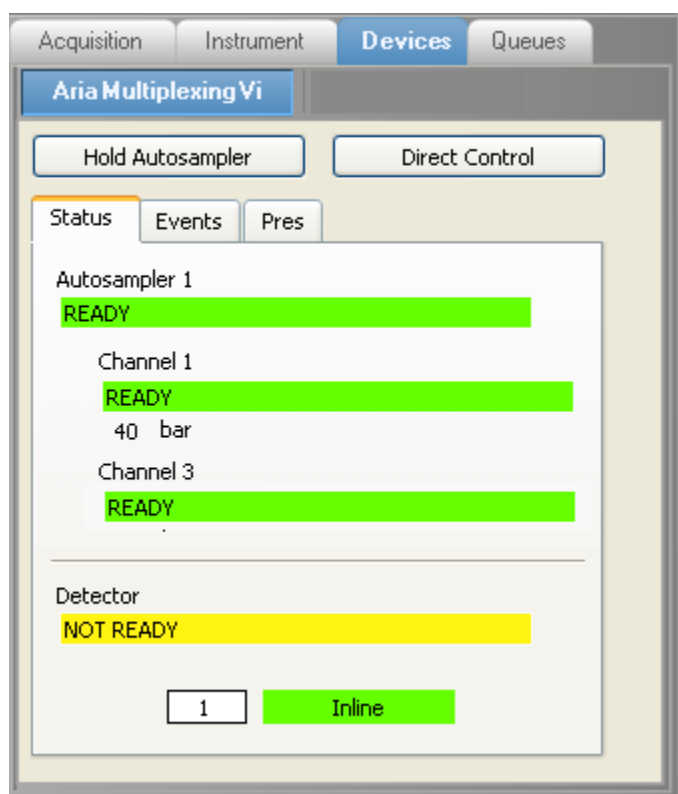 Acquisition Instrument Devices Queues
Aria Multiplexing Vi
Hold Autosampler Direct Control
Status Events Pres
Autosampler 1
READY
Channel 1
READY
40 bar
Channel 3
READY
Detector
NOT READY
1 Inline